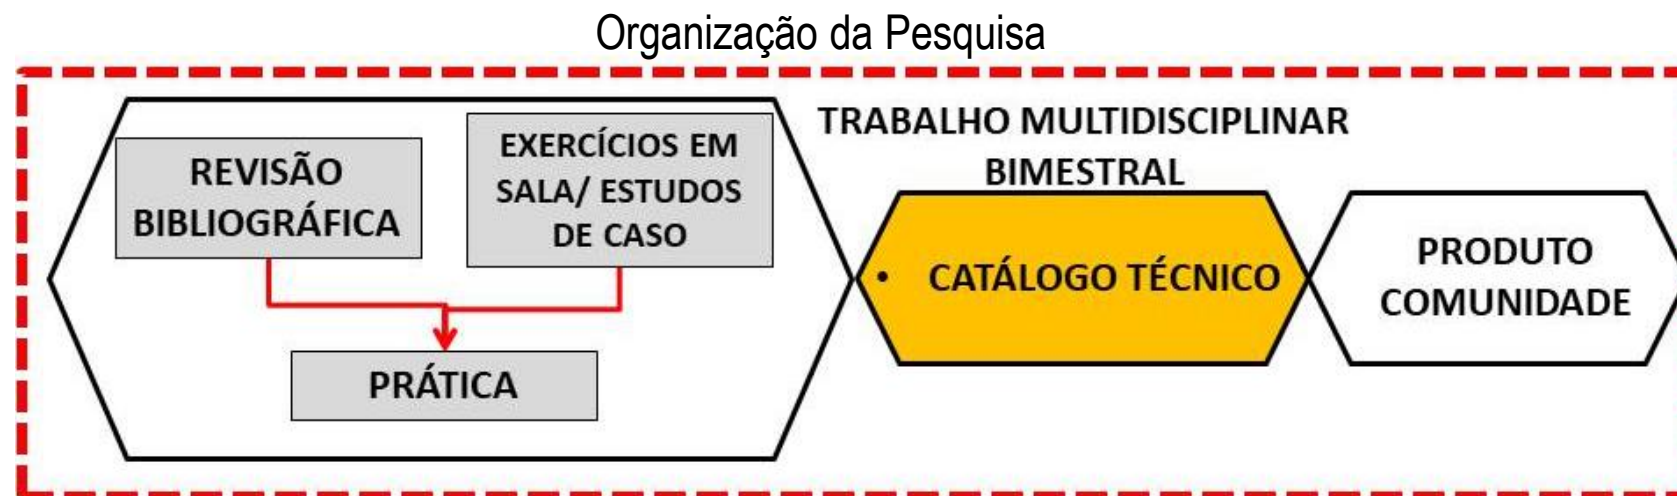 Organização da Pesquisa
REVISÃO
BIBLIOGRÁFICA
EXERCÍCIOS EM
SALA/ ESTUDOS
DE CASO
PRÁTICA
TRABALHO MULTIDISCIPLINAR
BIMESTRAL
• CATÁLOGO TÉCNICO
PRODUTO
COMUNIDADE